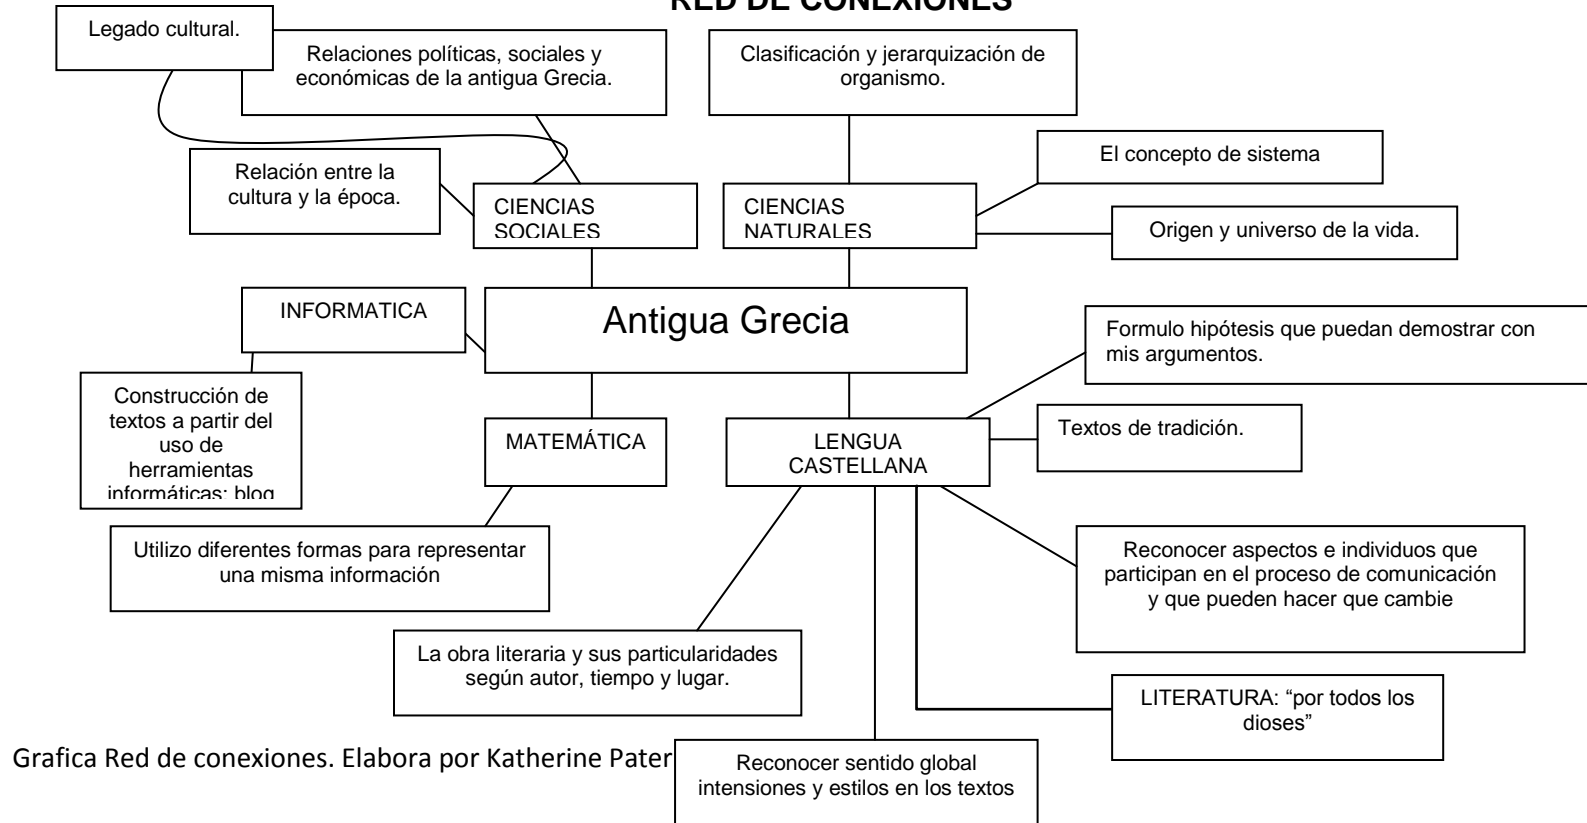 RED DE CONEXIONES
Legado cultural.
Relaciones políticas, sociales y
económicas de la antigua Grecia.
Clasificación y jerarquización de
organismo.
El concepto de sistema
Relación entre la
cultura y la época.
CIENCIAS
SOCIALES
CIENCIAS
NATURALES
Origen y universo de la vida.
INFORMATICA
Antigua Grecia
Formulo hipótesis que puedan demostrar con
mis argumentos.
Construcción de
textos a partir del
uso de
herramientas
informáticas: blog
MATEMÁTICA
LENGUA
CASTELLANA
Textos de tradición.
Utilizo diferentes formas para representar
una misma información
Reconocer aspectos e individuos que
participan en el proceso de comunicación
y que pueden hacer que cambie
La obra literaria y sus particularidades
según autor, tiempo y lugar.
LITERATURA: “por todos los
dioses”
Grafica Red de conexiones. Elabora por Katherine Pater
Reconocer sentido global
intensiones y estilos en los textos